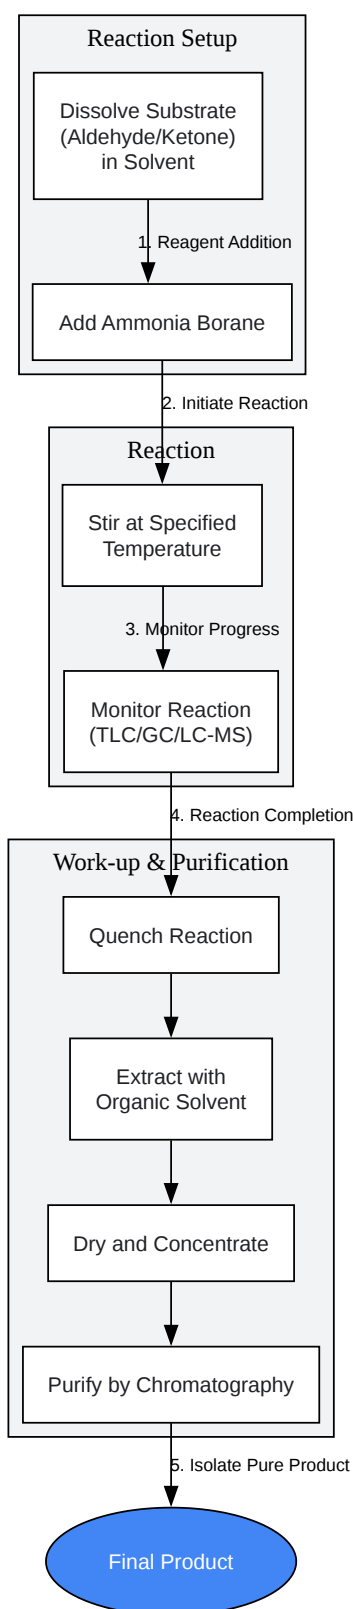 Reaction Setup
Dissolve Substrate
(Aldehyde/Ketone)
in Solvent
1. Reagent Addition
Add Ammonia Borane
2. Initiate Reaction
Reaction
Stir at Specified
Temperature
3. Monitor Progress
Monitor Reaction
(TLC/GC/LC-MS)
4. Reaction Completion
Work-up & Purification
Quench Reaction
Extract with
Organic Solvent
Dry and Concentrate
Purify by Chromatography
5. Isolate Pure Product
Final Product